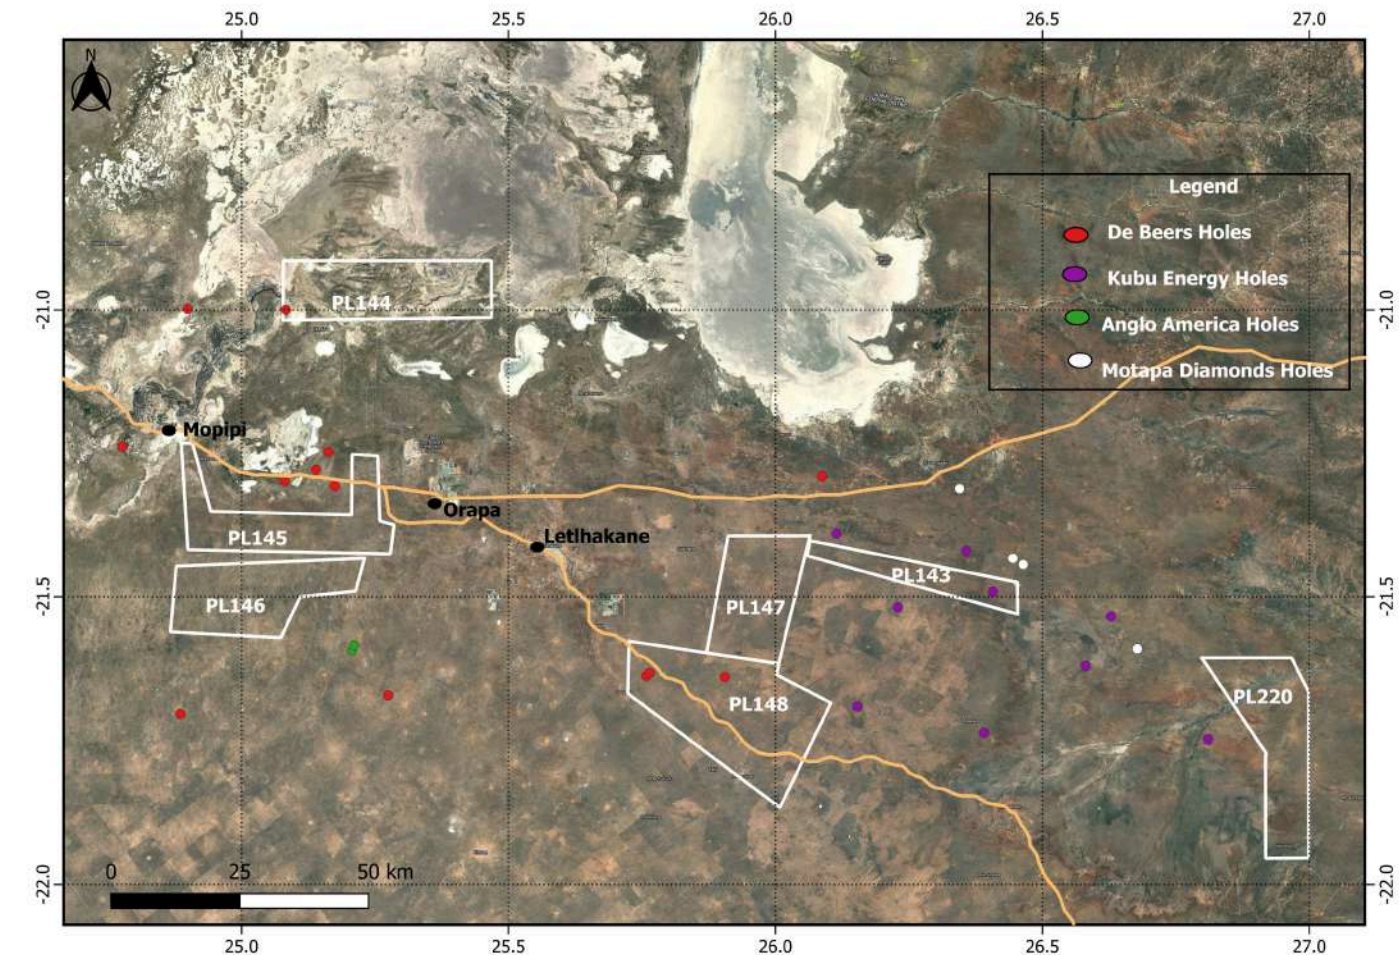 25.0 25.5 26.0 26.5 27.0
N
Legend
De Beers Holes
Kubu Energy Holes
Anglo America Holes
Motapa Diamonds Holes
PL144
-21.0 -21.0
Mopipi
Orapa
Letlhakane
PL145
PL143
-21.5 -21.5
PL146
PL147
PL148
PL220
0 25 50 km
-22.0 -22.0
25.0 25.5 26.0 26.5 27.0